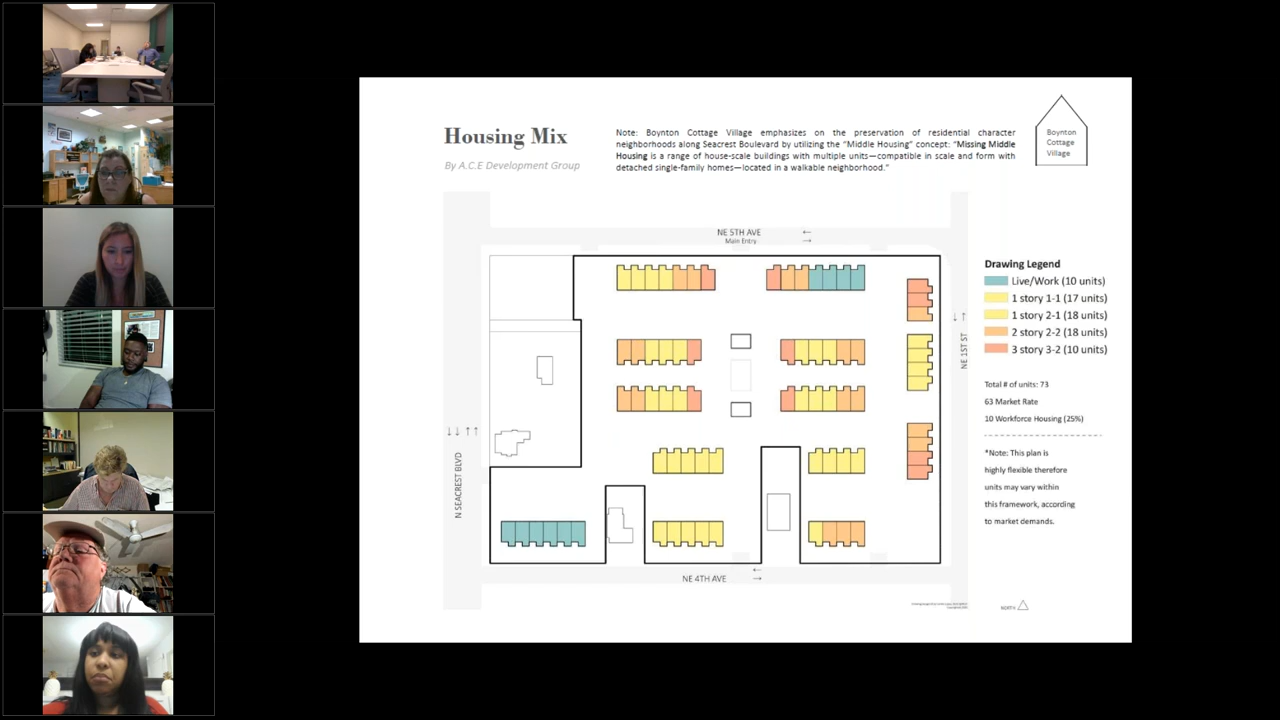 Housing Mix
By A.C.E Development Group
Note: Boynton Cottage Village emphasizes on the preservation of residential character
neighborhoods along Seacrest Boulevard by utilizing the "Middle Housing" concept: "Missing Middle
Housing is a range of house-scale buildings with multiple units—compatible in scale and form with
detached single-family homes—located in a walkable neighborhood."
Boynton
Cottage
Village
NE 5TH AVE
Main Entry
N SEACREST BLVD
NE 1ST ST
NE 4TH AVE
Drawing Legend
Live/Work (10 units)
1 story 1-1 (17 units)
1 story 2-1 (18 units)
2 story 2-2 (18 units)
3 story 3-2 (10 units)
Total # of units: 73
63 Market Rate
10 Workforce Housing (25%)
*Note: This plan is
highly flexible therefore
units may vary within
this framework, according
to market demands.